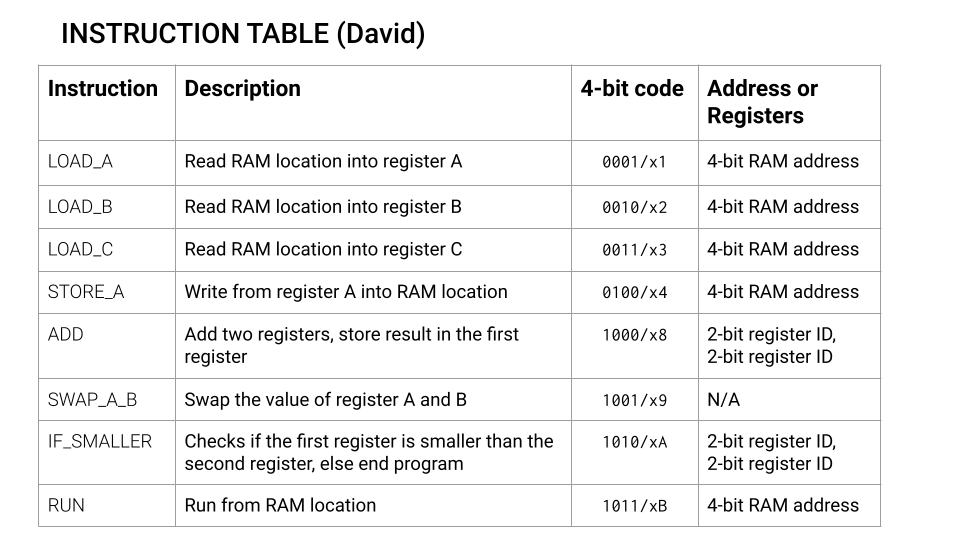 INSTRUCTION TABLE (David)
Instruction Description 4-bit code Address or
Registers
LOAD_A Read RAM location into register A 0001/x1 4-bit RAM address
LOAD_B Read RAM location into register B 0010/x2 4-bit RAM address
LOAD_C Read RAM location into register C 0011/x3 4-bit RAM address
STORE_A Write from register A into RAM location 0100/x4 4-bit RAM address
ADD Add two registers, store result in the first 1000/x8 2-bit register ID,
register 2-bit register ID
SWAP_A_B Swap the value of register A and B 1001/x9 N/A
IF_SMALLER Checks if the first register is smaller than the 1010/xA 2-bit register ID,
second register, else end program 2-bit register ID
RUN Run from RAM location 1011/xB 4-bit RAM address